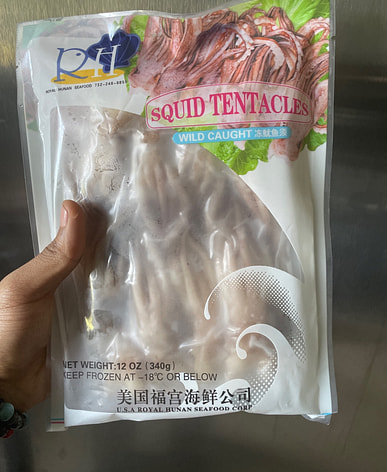 RH
ROYAL HUNAN SEAFOOD
SQUID TENTACLES
WILD CAUGHT 冻鱿鱼须
NET WEIGHT:12 OZ (340g)
KEEP FROZEN AT -18°C OR BELOW
美国福宫海鲜公司
U.S.A ROYAL HUNAN SEAFOOD CORP